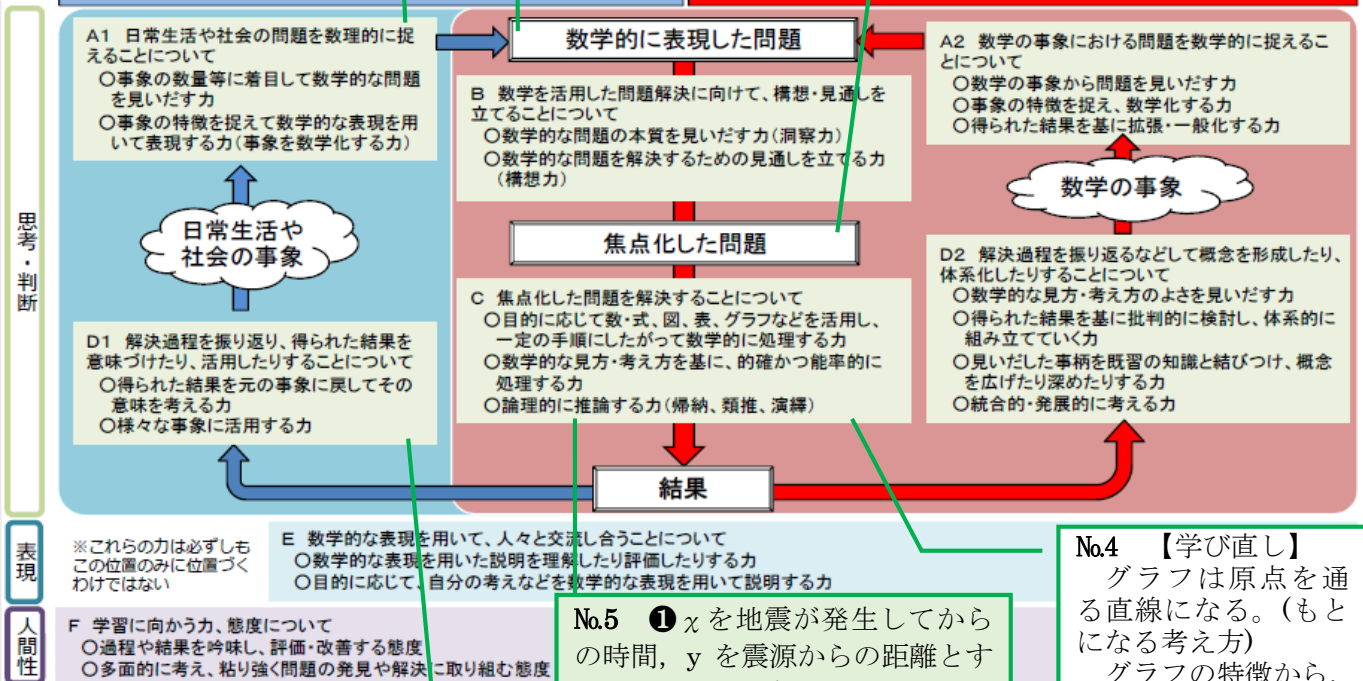 思考・判断
A1 日常生活や社会の問題を数理的に捉
えることについて
○事象の数量等に着目して数学的な問題
を見いだす力
○事象の特徴を捉えて数学的な表現を用
いて表現する力(事象を数学化する力)
日常生活や
社会の事象
D1 解決過程を振り返り、得られた結果を
意味づけたり、活用したりすることについて
○得られた結果を元の事象に戻してその
意味を考える力
○様々な事象に活用する力
数学的に表現した問題
B 数学を活用した問題解決に向けて、構想・見通しを
立てることについて
○数学的な問題の本質を見いだす力(洞察力)
○数学的な問題を解決するための見通しを立てる力
(構想力)
焦点化した問題
C 焦点化した問題を解決することについて
○目的に応じて数・式、図、表、グラフなどを活用し、
一定の手順にしたがって数学的に処理する力
○数学的な見方・考え方を基に、的確かつ能率的に
処理する力
○論理的に推論する力(帰納、類推、演繹)
結果
A2 数学の事象における問題を数学的に捉えるこ
とについて
○数学の事象から問題を見いだす力
○事象の特徴を捉え、数学化する力
○得られた結果を基に拡張・一般化する力
数学の事象
D2 解決過程を振り返るなどして概念を形成したり、
体系化したりすることについて
○数学的な見方・考え方のよさを見いだす力
○得られた結果を基に批判的に検討し、体系的に
組み立てていく力
○見いだした事柄を既習の知識と結びつけ、概念
を広げたり深めたりする力
○統合的・発展的に考える力
表現
※これらの力は必ずしも
この位置のみに位置づく
わけではない
E 数学的な表現を用いて、人々と交流し合うことについて
○数学的な表現を用いた説明を理解したり評価したりする力
○目的に応じて、自分の考えなどを数学的な表現を用いて説明する力
人間性
F 学習に向かう力、態度について
○過程や結果を吟味し、評価・改善する態度
○多面的に考え、粘り強く問題の発見や解決に取り組む態度
№5 ❶χを地震が発生してから
の時間，y を震源からの距離とす
№4 【学び直し】
グラフは原点を通
る直線になる。(もと
になる考え方)
グラフの特徴から，